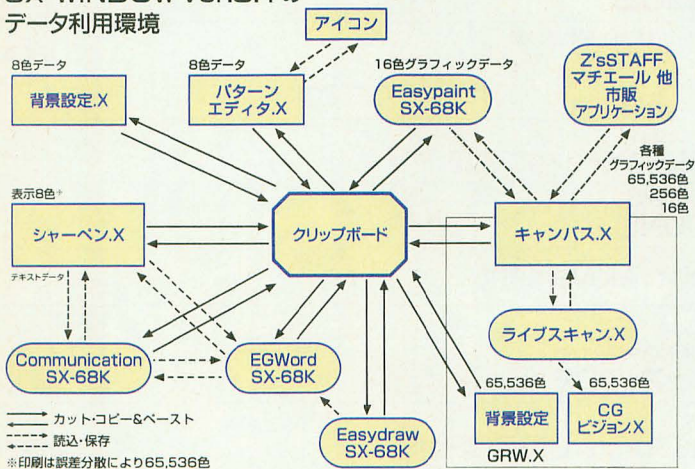 データ利用環境
アイコン
8色データ
背景設定.X
8色データ
パターン
エディタ.X
16色グラフィックデータ
Easypaint
SX-68K
Z'sSTAFF
マチエール 他
市販
アプリケーション
各種
グラフィックデータ
65,536色
256色
16色
表示8色※
シャーペン.X
クリップボード
キャンバス.X
テキストデータ
ライブスキャン.X
Communication
SX-68K
EGWord
SX-68K
Easydraw
SX-68K
65,536色
背景設定
GRW.X
65,536色
CG
ビジョン.X
カット・コピー&ペースト
読込・保存
※印刷は誤差分散により65,536色